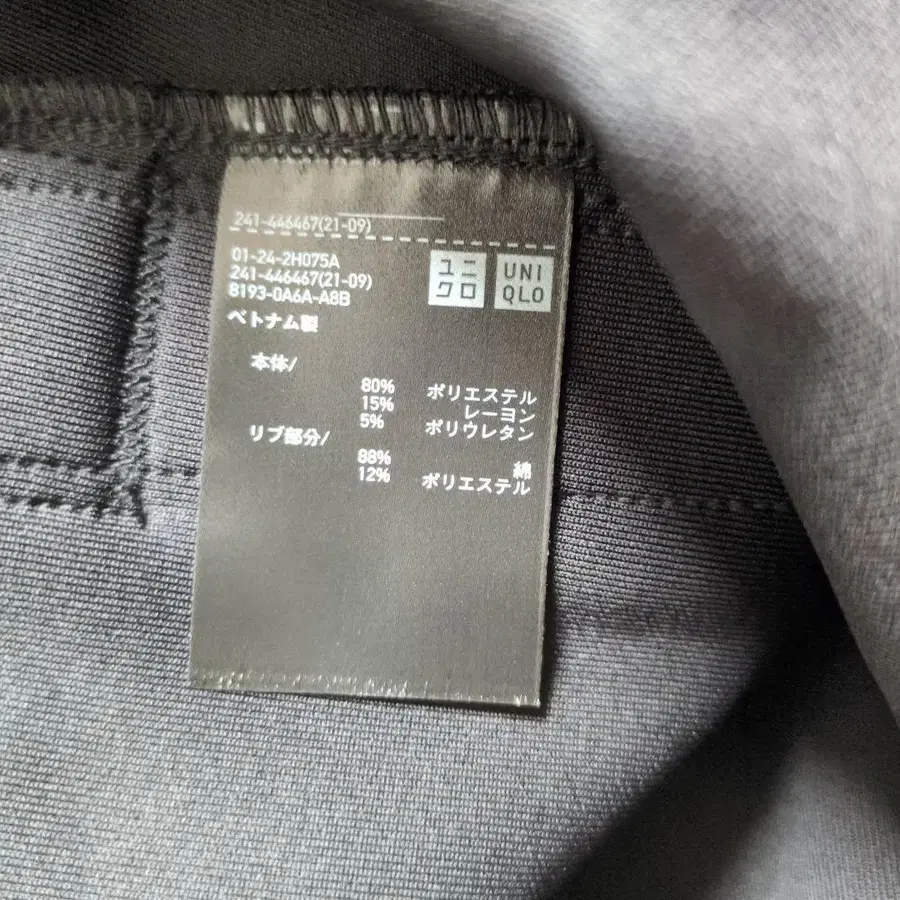 241-446467(21-09)
01-24-2H075A
241-446467(21-09)
8193-0A6A-A8B
ユニ
クロ
UNI
QLO
ベトナム製
本体/
80% ポリエステル
15% レーヨン
5% ポリウレタン
リブ部分/
88% 綿
12% ポリエステル